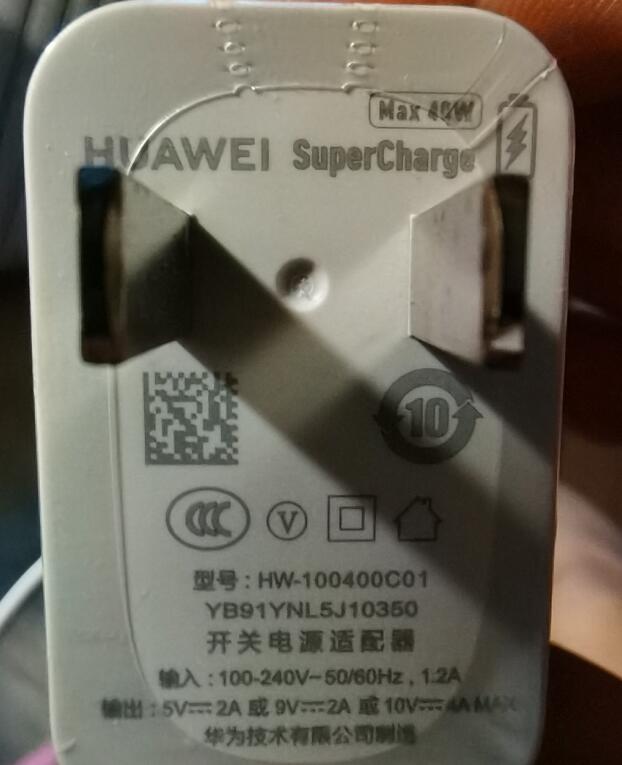 Max 40W
HUAWEI SuperCharge
10
CCC
V
型号：HW-100400C01
YB91YNL5J10350
开关电源适配器
输入：100-240V~50/60Hz，1.2A
输出：5V⎓2A 或 9V⎓2A 或 10V⎓4A MAX
华为技术有限公司制造